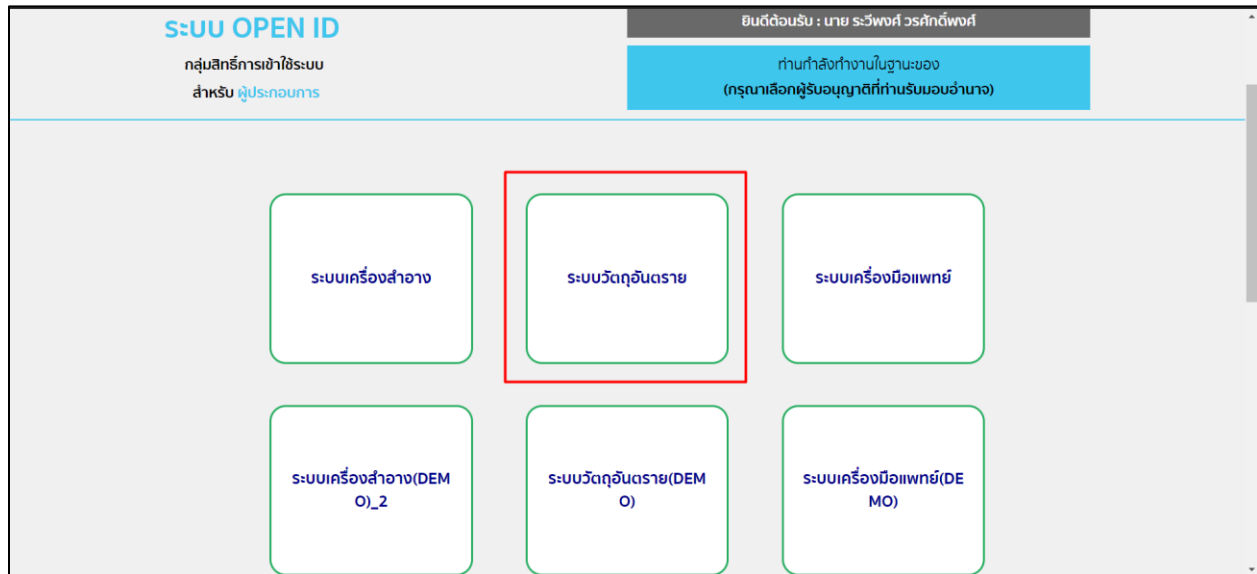 ระบบ OPEN ID
กลุ่มสิทธิ์การเข้าใช้ระบบ
สำหรับ ผู้ประกอบการ
ยินดีต้อนรับ : นาย ระวีพงศ์ วรศักดิ์พงศ์
ท่านกำลังทำงานในฐานะของ
(กรุณาเลือกผู้รับอนุญาติที่ท่านรับมอบอำนาจ)
ระบบเครื่องสำอาง
ระบบวัตถุอันตราย
ระบบเครื่องมือแพทย์
ระบบเครื่องสำอาง(DEM
O)_2
ระบบวัตถุอันตราย(DEM
O)
ระบบเครื่องมือแพทย์(DE
MO)